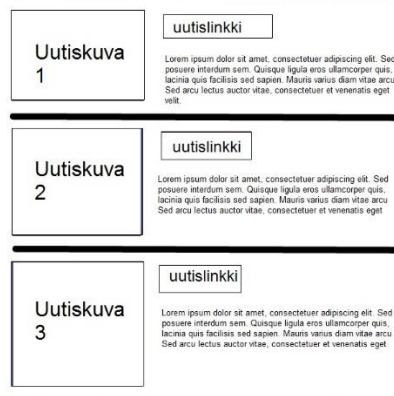 uutislinkki
Uutiskuva
1
Lorem ipsum dolor sit amet, consectetuer adipiscing elit. Sed
posuere interdum sem. Quisque ligula eros ullamcorper quis,
lacinia quis facilisis sed sapien. Mauris varius diam vitae arcu
Sed arcu lectus auctor vitae, consectetuer et venenatis eget
velit.
uutislinkki
Uutiskuva
2
Lorem ipsum dolor sit amet, consectetuer adipiscing elit. Sed
posuere interdum sem. Quisque ligula eros ullamcorper quis,
lacinia quis facilisis sed sapien. Mauris varius diam vitae arcu
Sed arcu lectus auctor vitae, consectetuer et venenatis eget
uutislinkki
Uutiskuva
3
Lorem ipsum dolor sit amet, consectetuer adipiscing elit. Sed
posuere interdum sem. Quisque ligula eros ullamcorper quis,
lacinia quis facilisis sed sapien. Mauris varius diam vitae arcu
Sed arcu lectus auctor vitae, consectetuer et venenatis eget